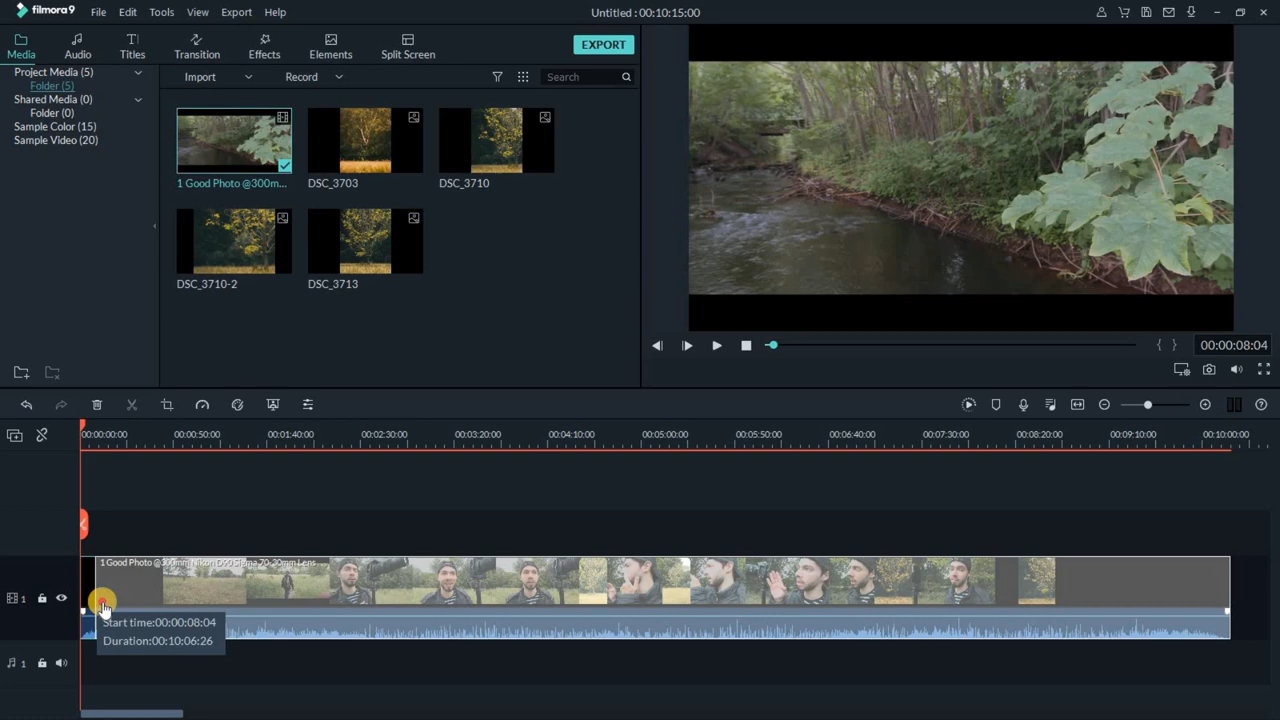 filmora9 File Edit Tools View Export Help Untitled : 00:10:15:00
Media Audio Titles Transition Effects Elements Split Screen EXPORT
Project Media (5)
Folder (5)
Shared Media (0)
Folder (0)
Sample Color (15)
Sample Video (20)
Import Record Search
1 Good Photo @300m... DSC_3703 DSC_3710
DSC_3710-2 DSC_3713
{ } 00:00:08:04
00:00:00:00 00:00:50:00 00:01:40:00 00:02:30:00 00:03:20:00 00:04:10:00 00:05:00:00 00:05:50:00 00:06:40:00 00:07:30:00 00:08:20:00 00:09:10:00 00:10:00:00
1 Good Photo @300mm Nikon Sigma 70-30mm Lens ...
1
Start time:00:00:08:04
Duration:00:10:06:26
1